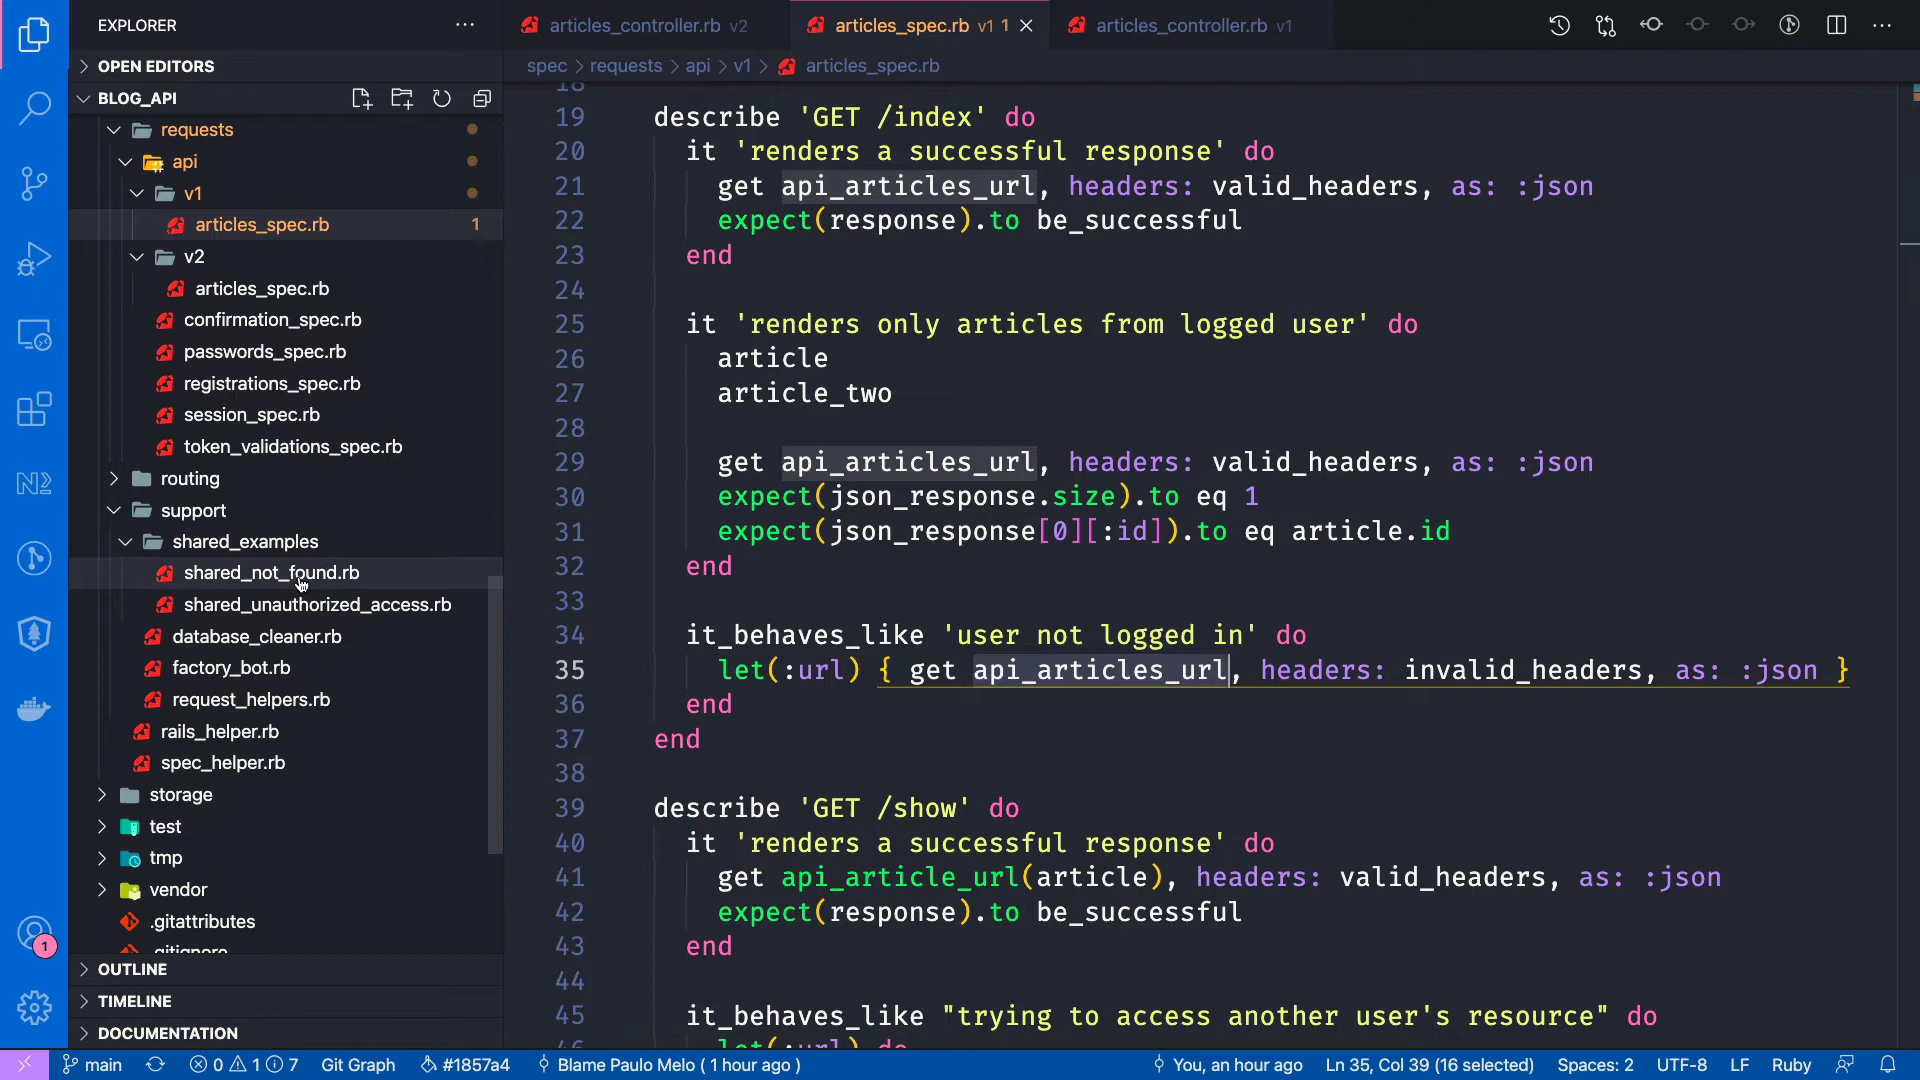 EXPLORER
OPEN EDITORS
BLOG_API
requests
api
v1
articles_spec.rb 1
v2
articles_spec.rb
confirmation_spec.rb
passwords_spec.rb
registrations_spec.rb
session_spec.rb
token_validations_spec.rb
routing
support
shared_examples
shared_not_found.rb
shared_unauthorized_access.rb
database_cleaner.rb
factory_bot.rb
request_helpers.rb
rails_helper.rb
spec_helper.rb
storage
test
tmp
vendor
.gitattributes
.gitignore
OUTLINE
TIMELINE
DOCUMENTATION
1
articles_controller.rb v2
articles_spec.rb v1 1
articles_controller.rb v1
spec > requests > api > v1 > articles_spec.rb
18
19 describe 'GET /index' do
20 it 'renders a successful response' do
21 get api_articles_url, headers: valid_headers, as: :json
22 expect(response).to be_successful
23 end
24
25 it 'renders only articles from logged user' do
26 article
27 article_two
28
29 get api_articles_url, headers: valid_headers, as: :json
30 expect(json_response.size).to eq 1
31 expect(json_response[0][:id]).to eq article.id
32 end
33
34 it_behaves_like 'user not logged in' do
35 let(:url) { get api_articles_url, headers: invalid_headers, as: :json }
36 end
37 end
38
39 describe 'GET /show' do
40 it 'renders a successful response' do
41 get api_article_url(article), headers: valid_headers, as: :json
42 expect(response).to be_successful
43 end
44
45 it_behaves_like "trying to access another user's resource" do
46 let(:url) do
main 0 1 7 Git Graph #1857a4 Blame Paulo Melo ( 1 hour ago ) You, an hour ago Ln 35, Col 39 (16 selected) Spaces: 2 UTF-8 LF Ruby